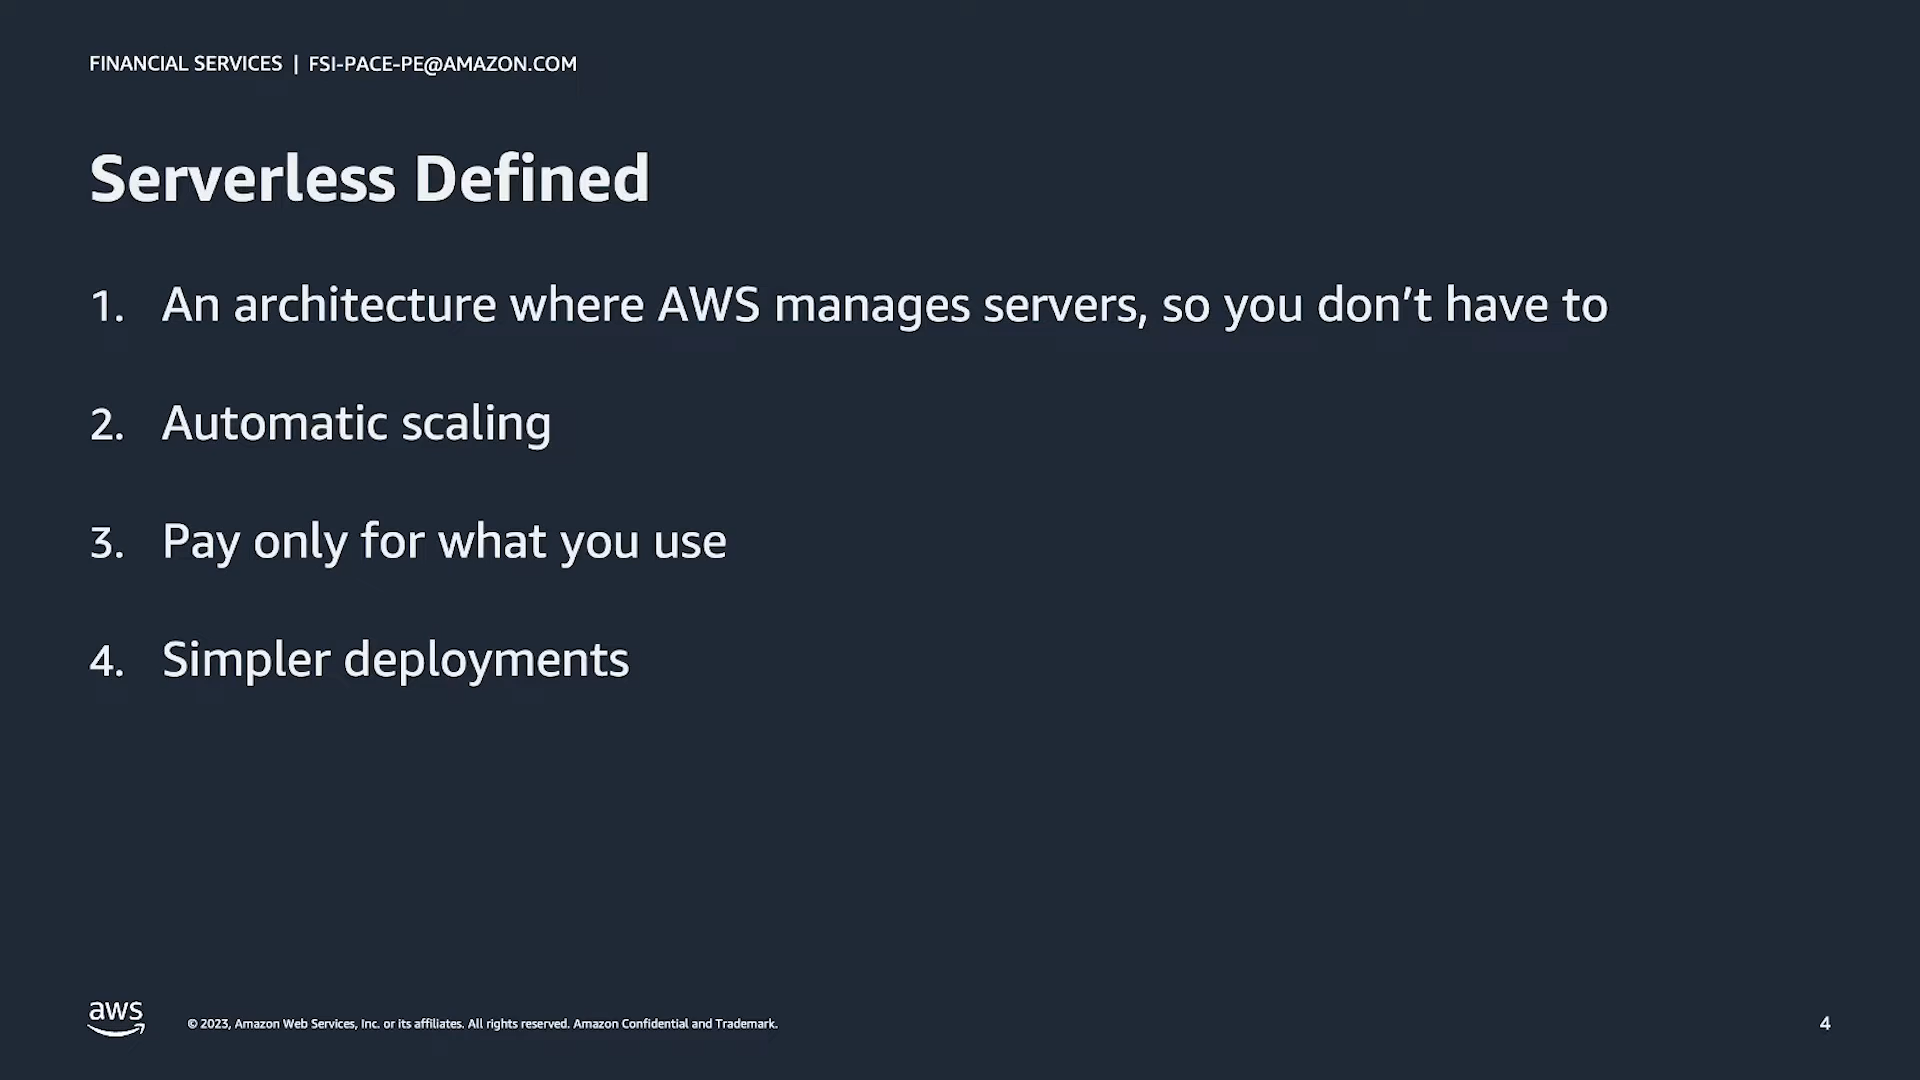 FINANCIAL SERVICES | FSI-PACE-PE@AMAZON.COM
Serverless Defined
1. An architecture where AWS manages servers, so you don’t have to
2. Automatic scaling
3. Pay only for what you use
4. Simpler deployments
aws
© 2023, Amazon Web Services, Inc. or its affiliates. All rights reserved. Amazon Confidential and Trademark.
4